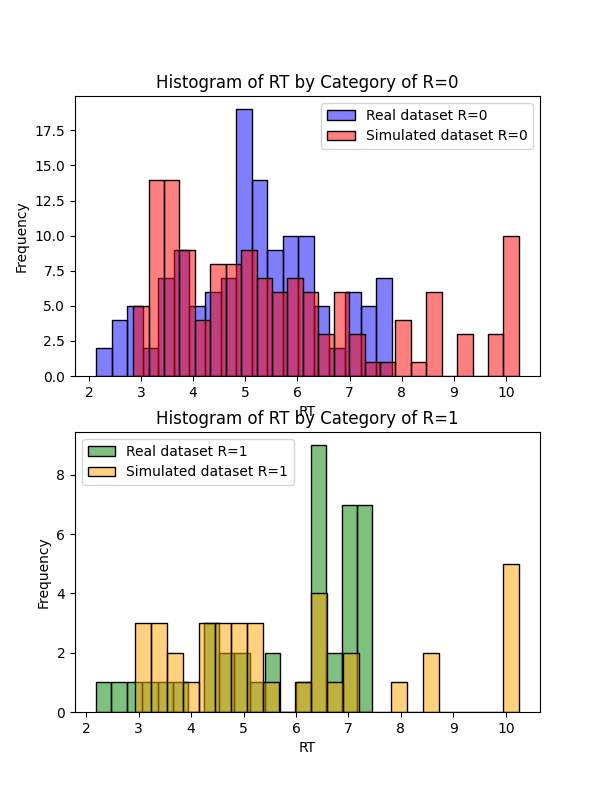 Histogram of RT by Category of R=0
Real dataset R=0
Simulated dataset R=0
Frequency
17.5
15.0
12.5
10.0
7.5
5.0
2.5
0.0
2 3 4 5 6 7 8 9 10
RT
Histogram of RT by Category of R=1
Real dataset R=1
Simulated dataset R=1
Frequency
8
6
4
2
0
2 3 4 5 6 7 8 9 10
RT